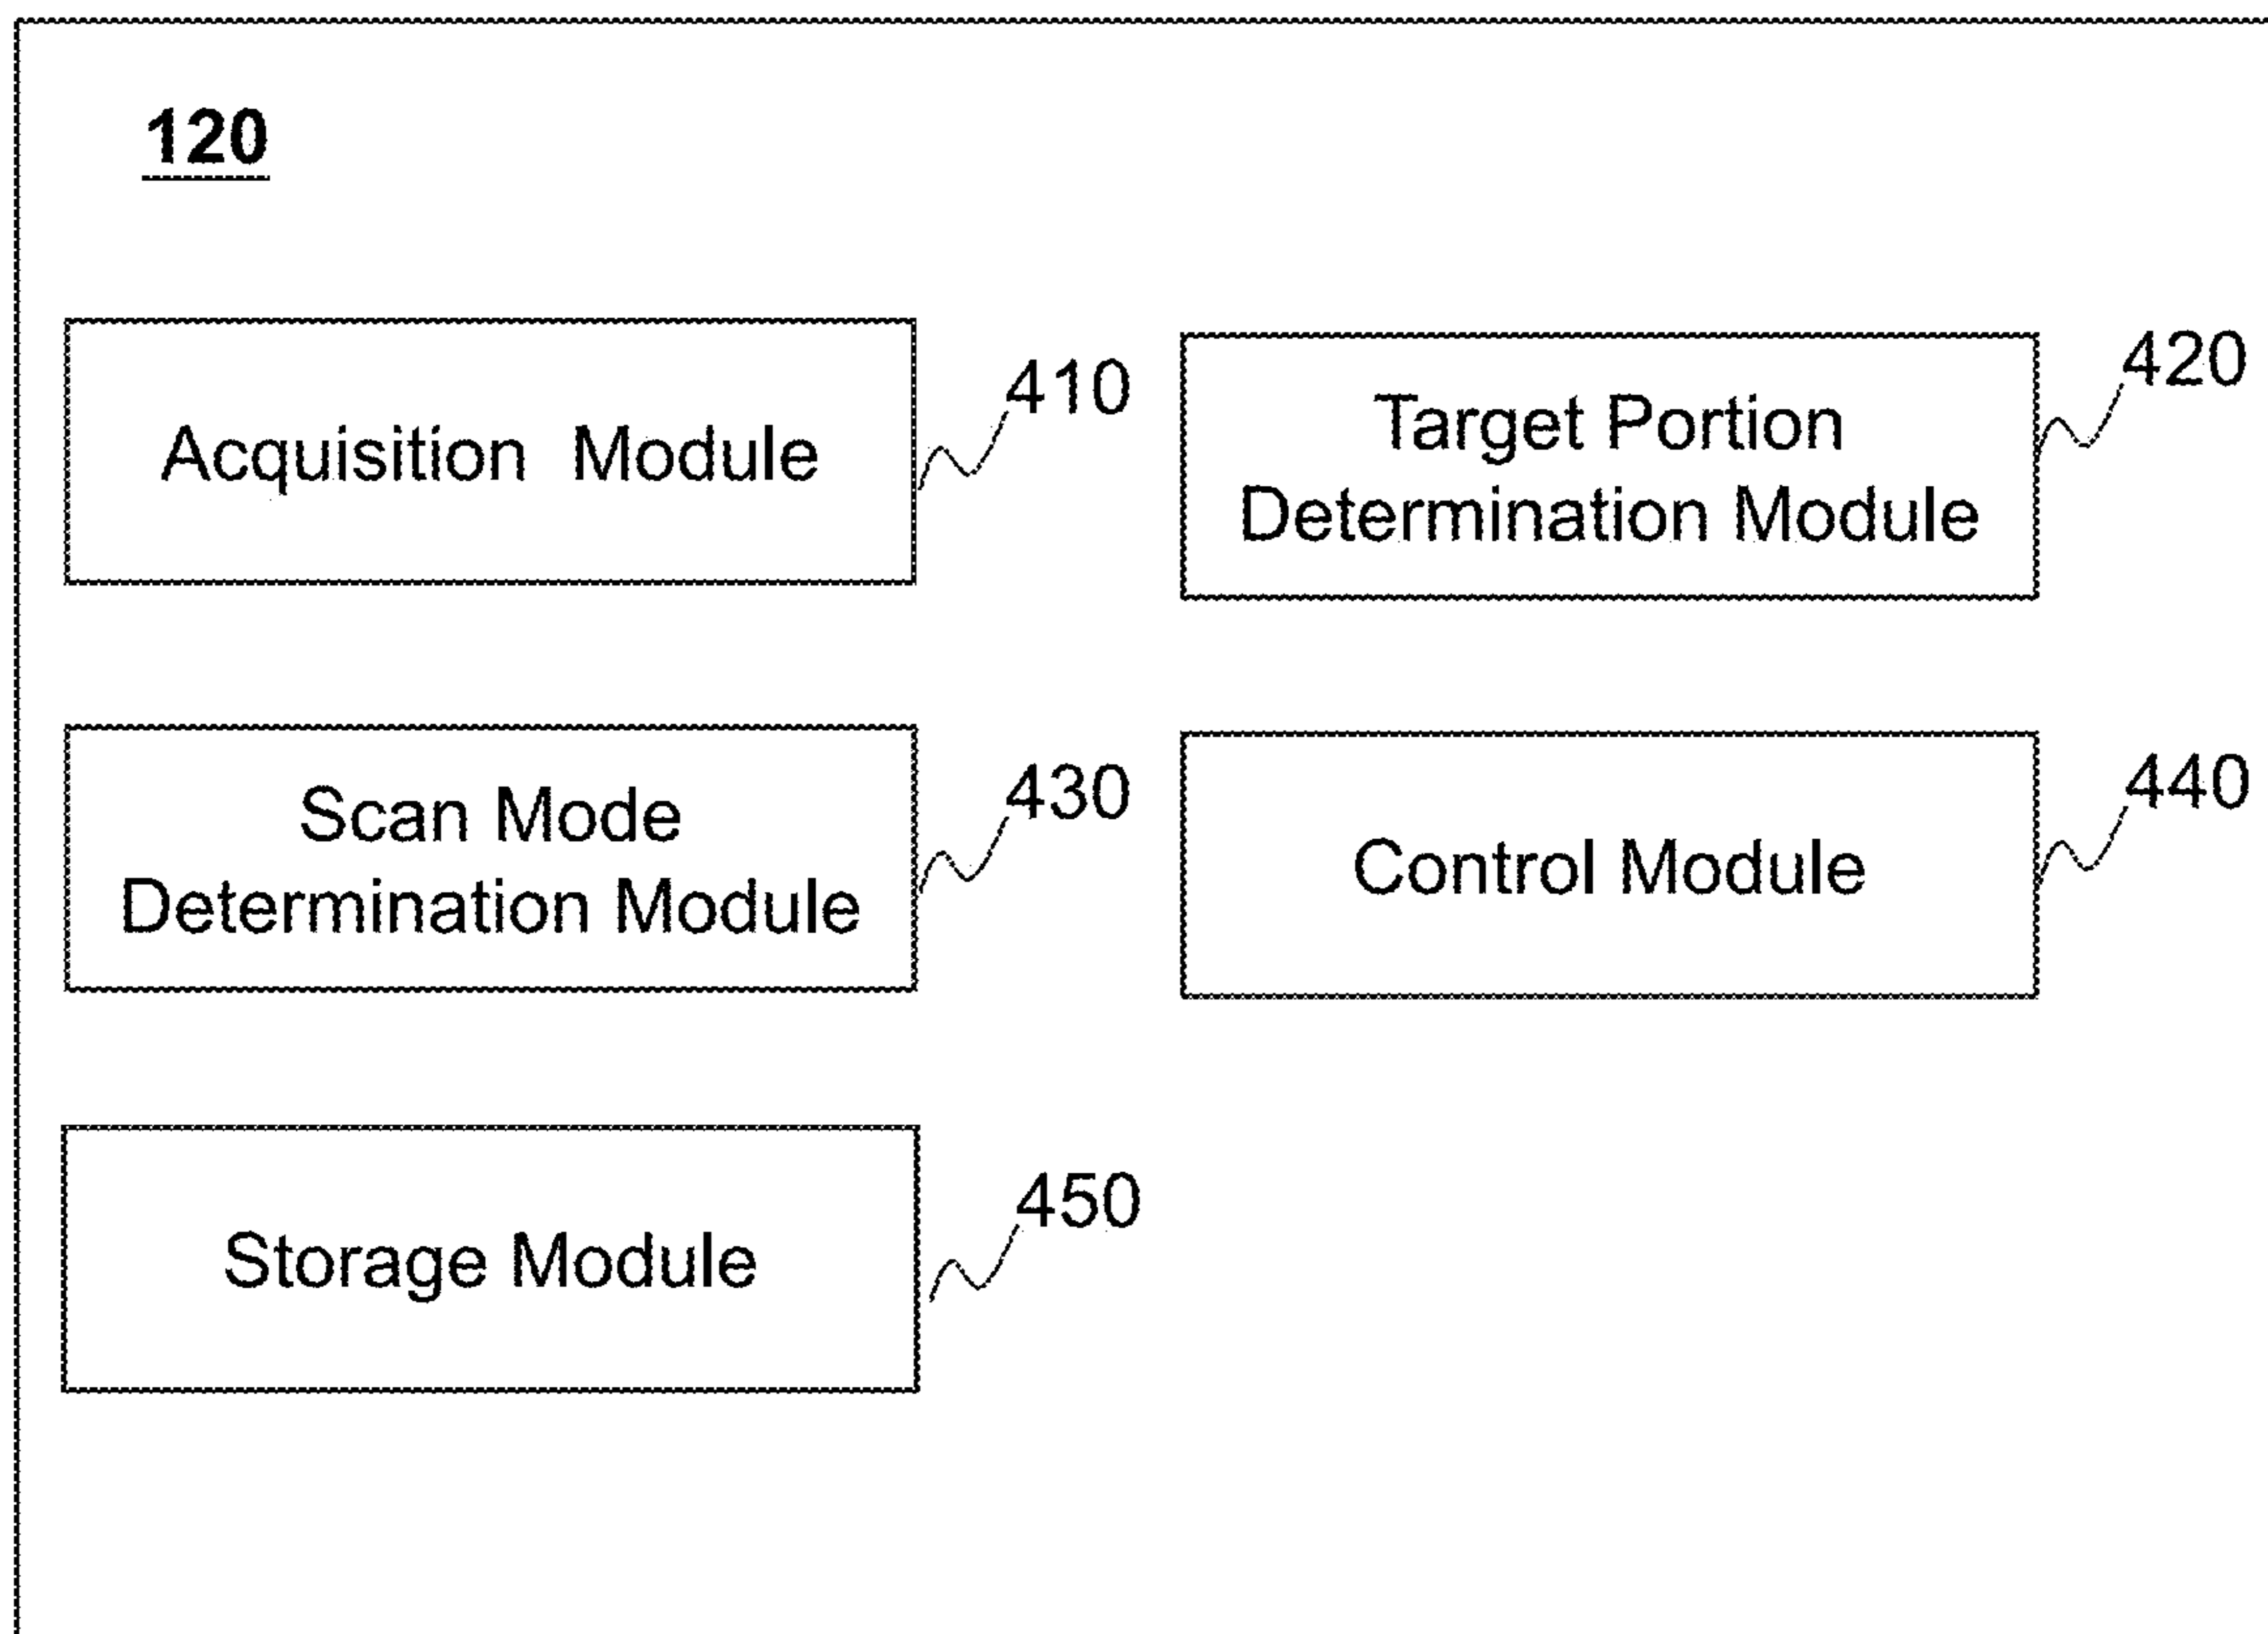 120
Acquisition Module
410
Target Portion
Determination Module
420
Scan Mode
Determination Module
430
Control Module
440
Storage Module
450